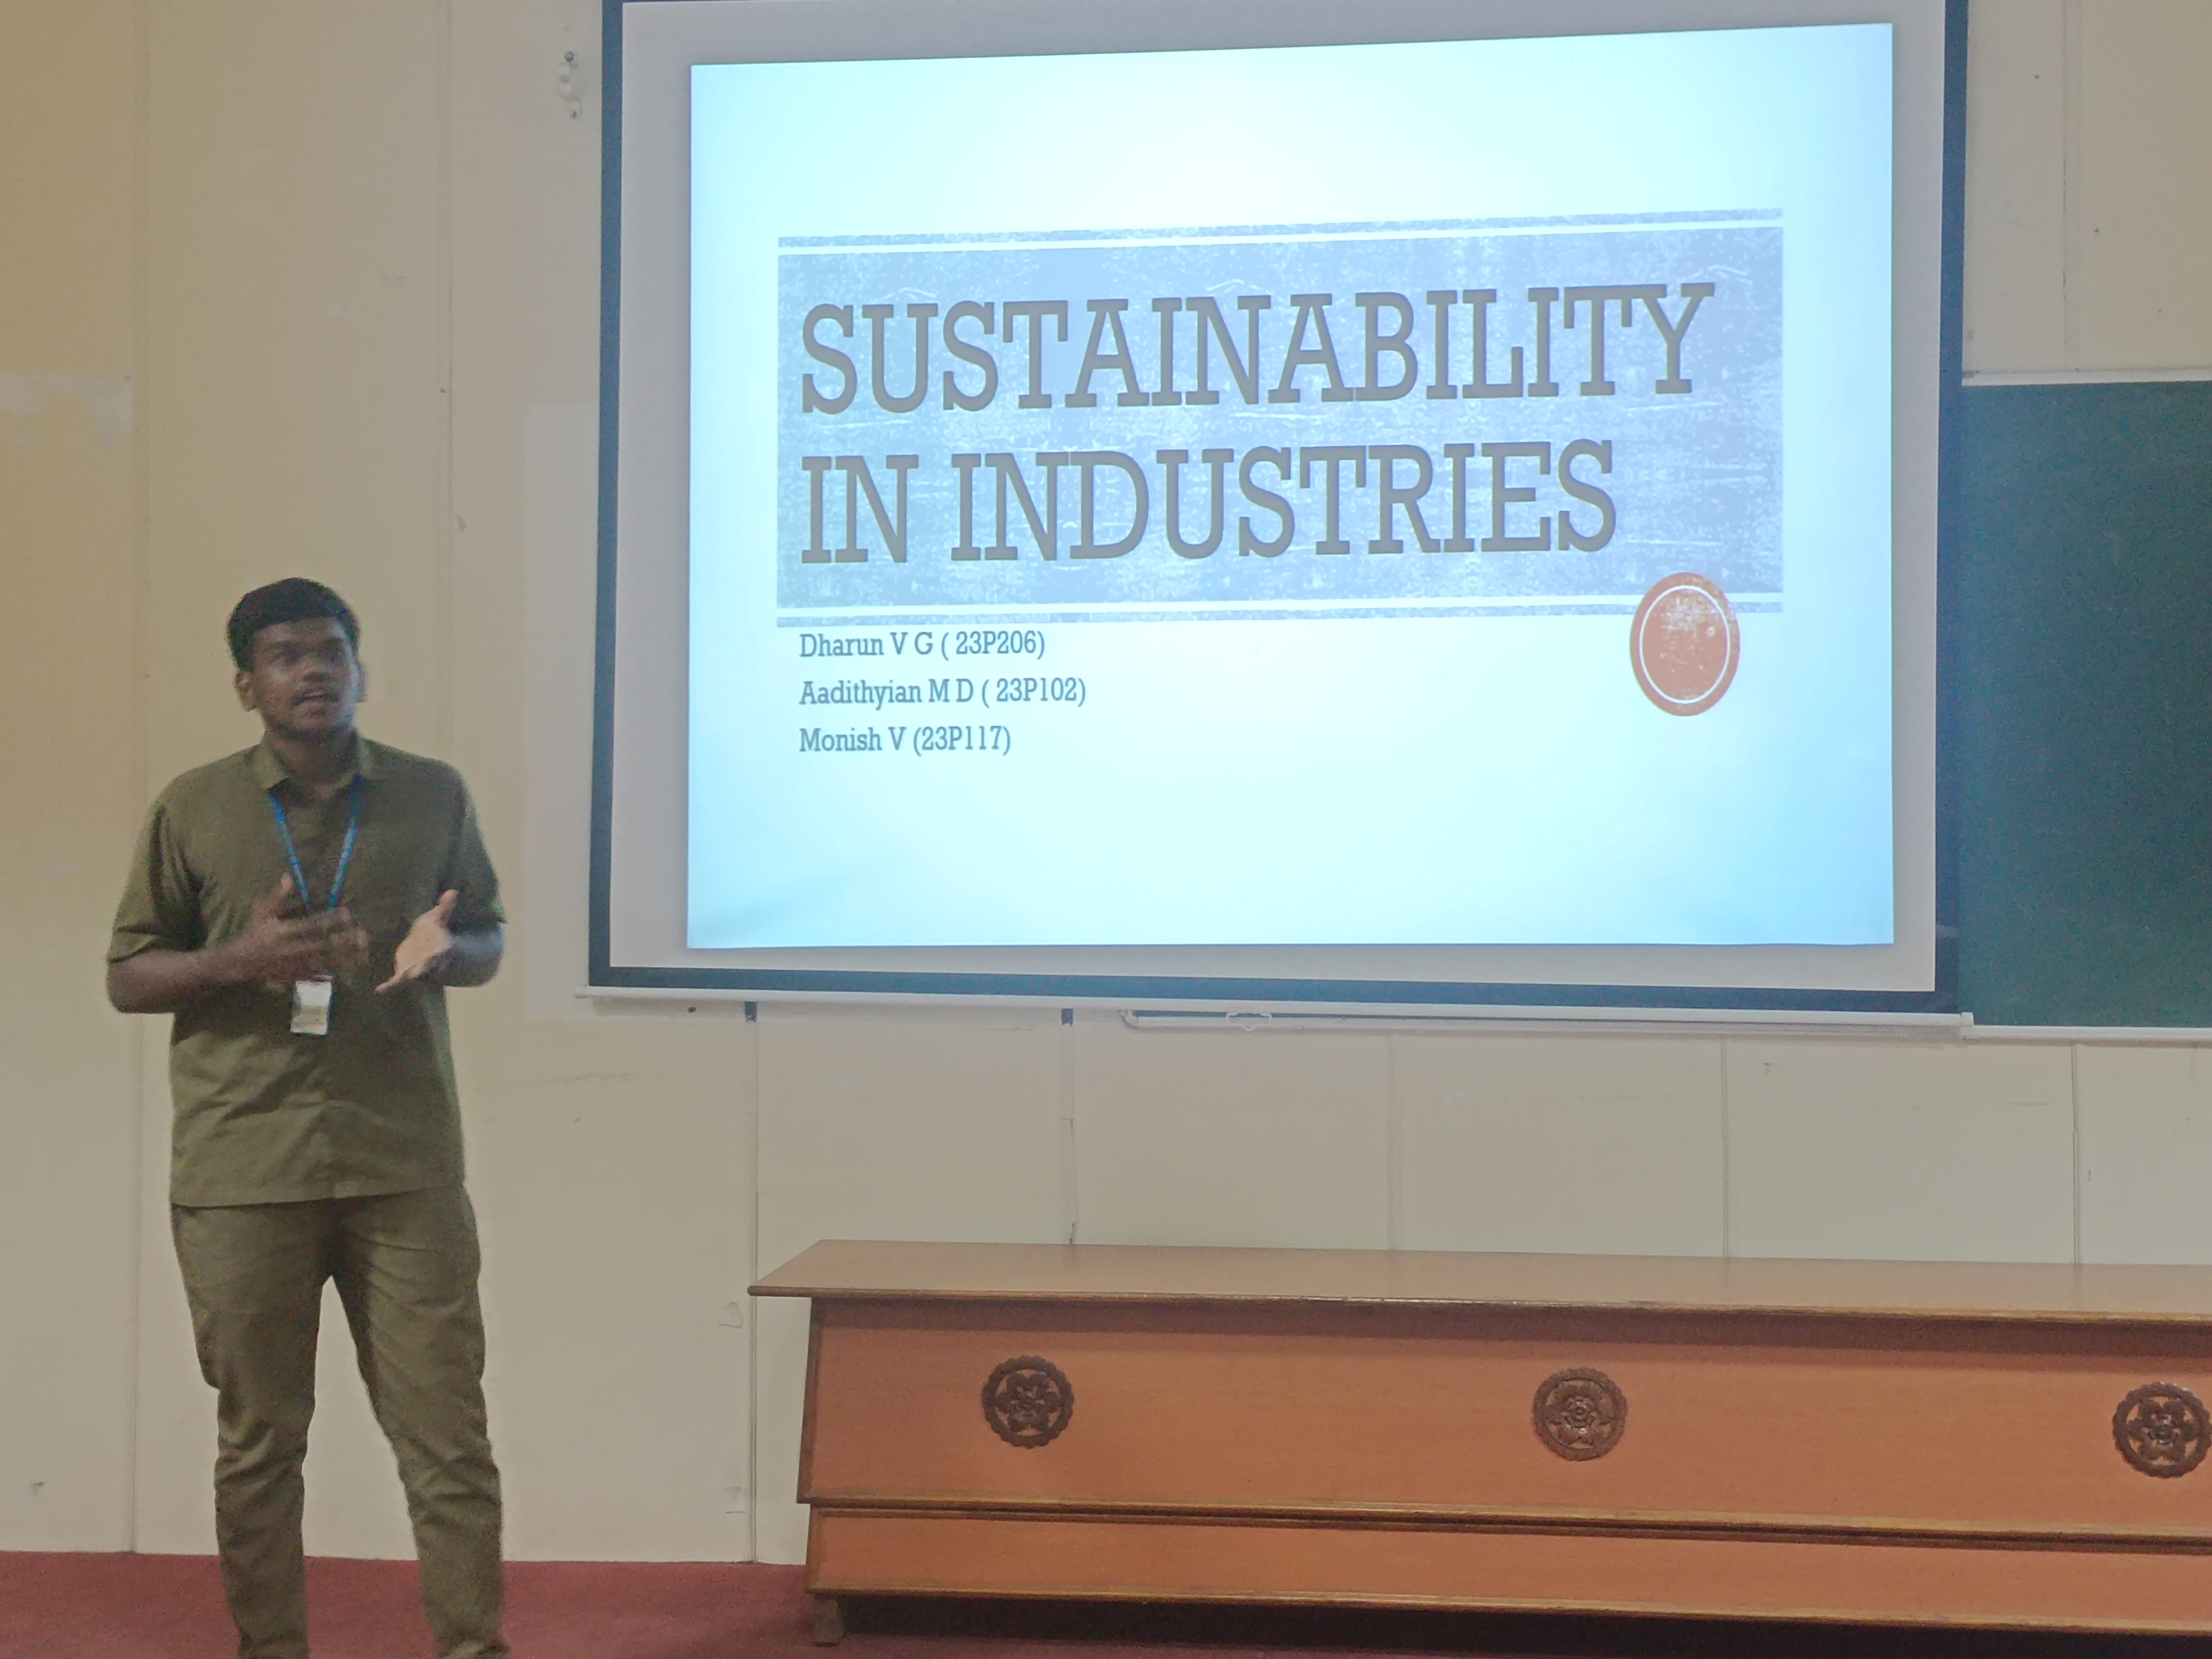 SUSTAINABILITY
IN INDUSTRIES
Dharun V G ( 23P206)
Aadithyian M D ( 23P102)
Monish V (23P117)